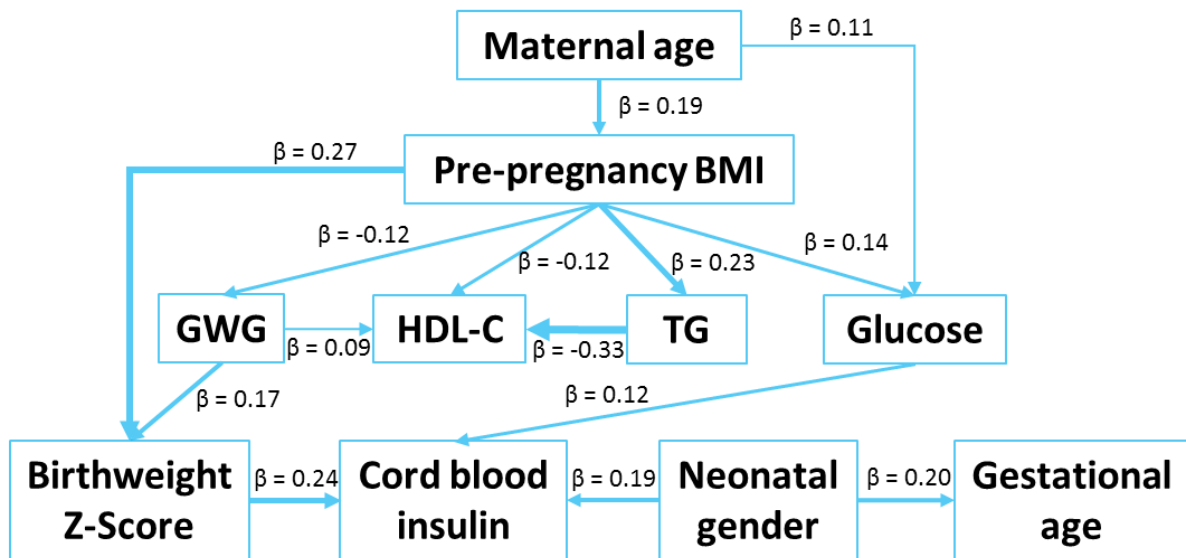 Maternal age
β = 0.11
β = 0.19
β = 0.27
Pre-pregnancy BMI
β = -0.12
β = -0.12
β = 0.23
β = 0.14
GWG
HDL-C
TG
Glucose
β = 0.09
β = -0.33
β = 0.17
β = 0.12
Birthweight
Z-Score
β = 0.24
Cord blood
insulin
β = 0.19
Neonatal
gender
β = 0.20
Gestational
age